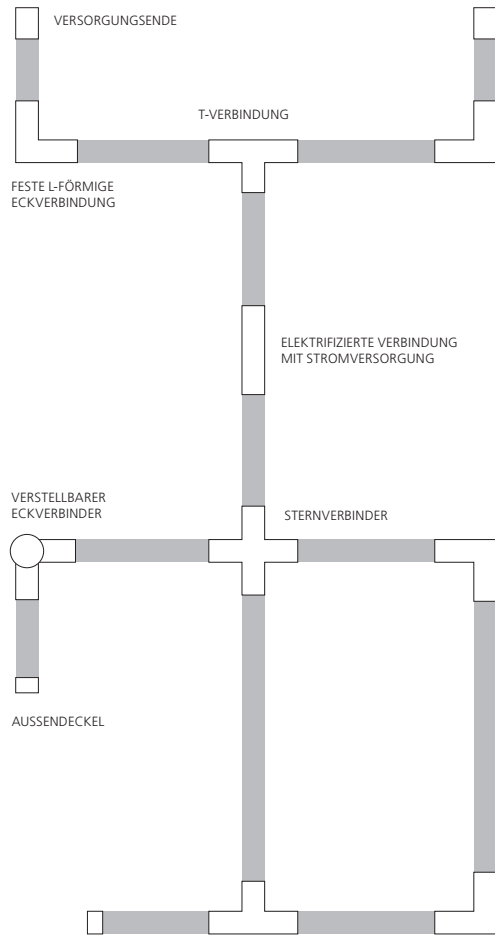 VERSORGUNGSENDE
T-VERBINDUNG
FESTE L-FÖRMIGE
ECKVERBINDUNG
ELEKTRIFIZIERTE VERBINDUNG
MIT STROMVERSORGUNG
VERSTELLBARER
ECKVERBINDER
STERNVERBINDER
AUSSENDECKEL